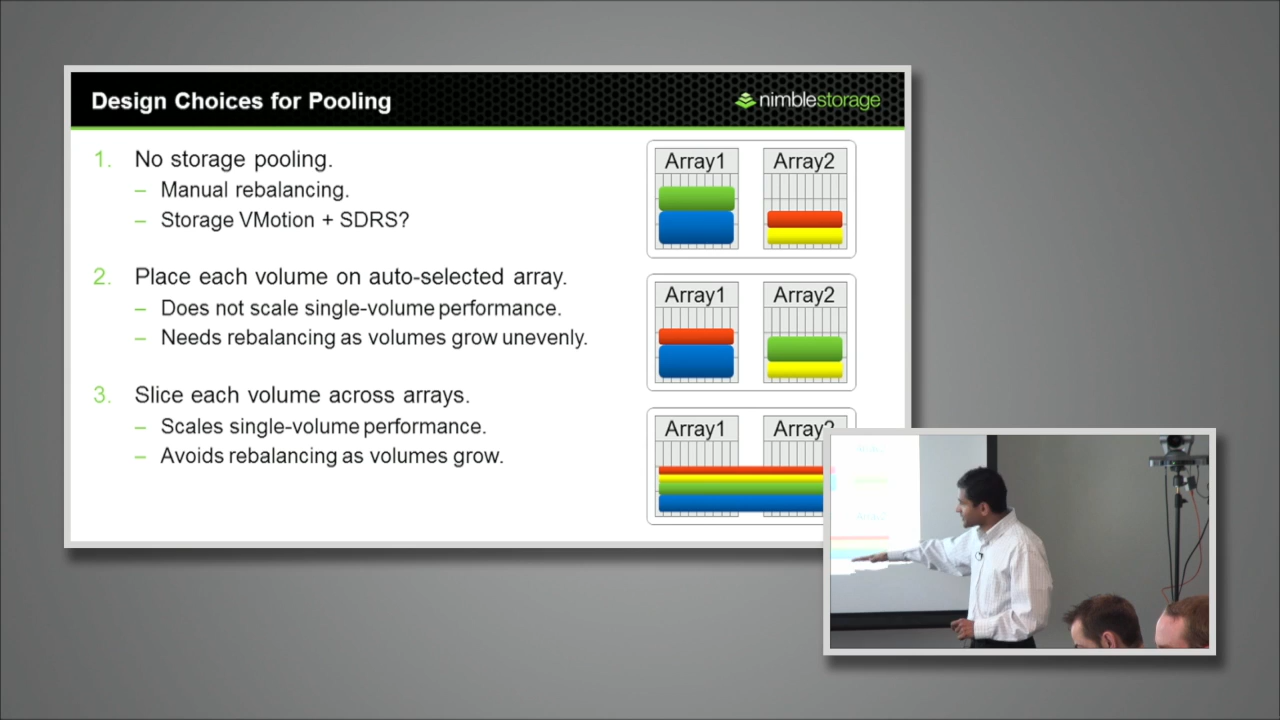 Design Choices for Pooling
nimblestorage
1. No storage pooling.
– Manual rebalancing.
– Storage VMotion + SDRS?
Array1 Array2
2. Place each volume on auto-selected array.
– Does not scale single-volume performance.
– Needs rebalancing as volumes grow unevenly.
Array1 Array2
3. Slice each volume across arrays.
– Scales single-volume performance.
– Avoids rebalancing as volumes grow.
Array1 Array2